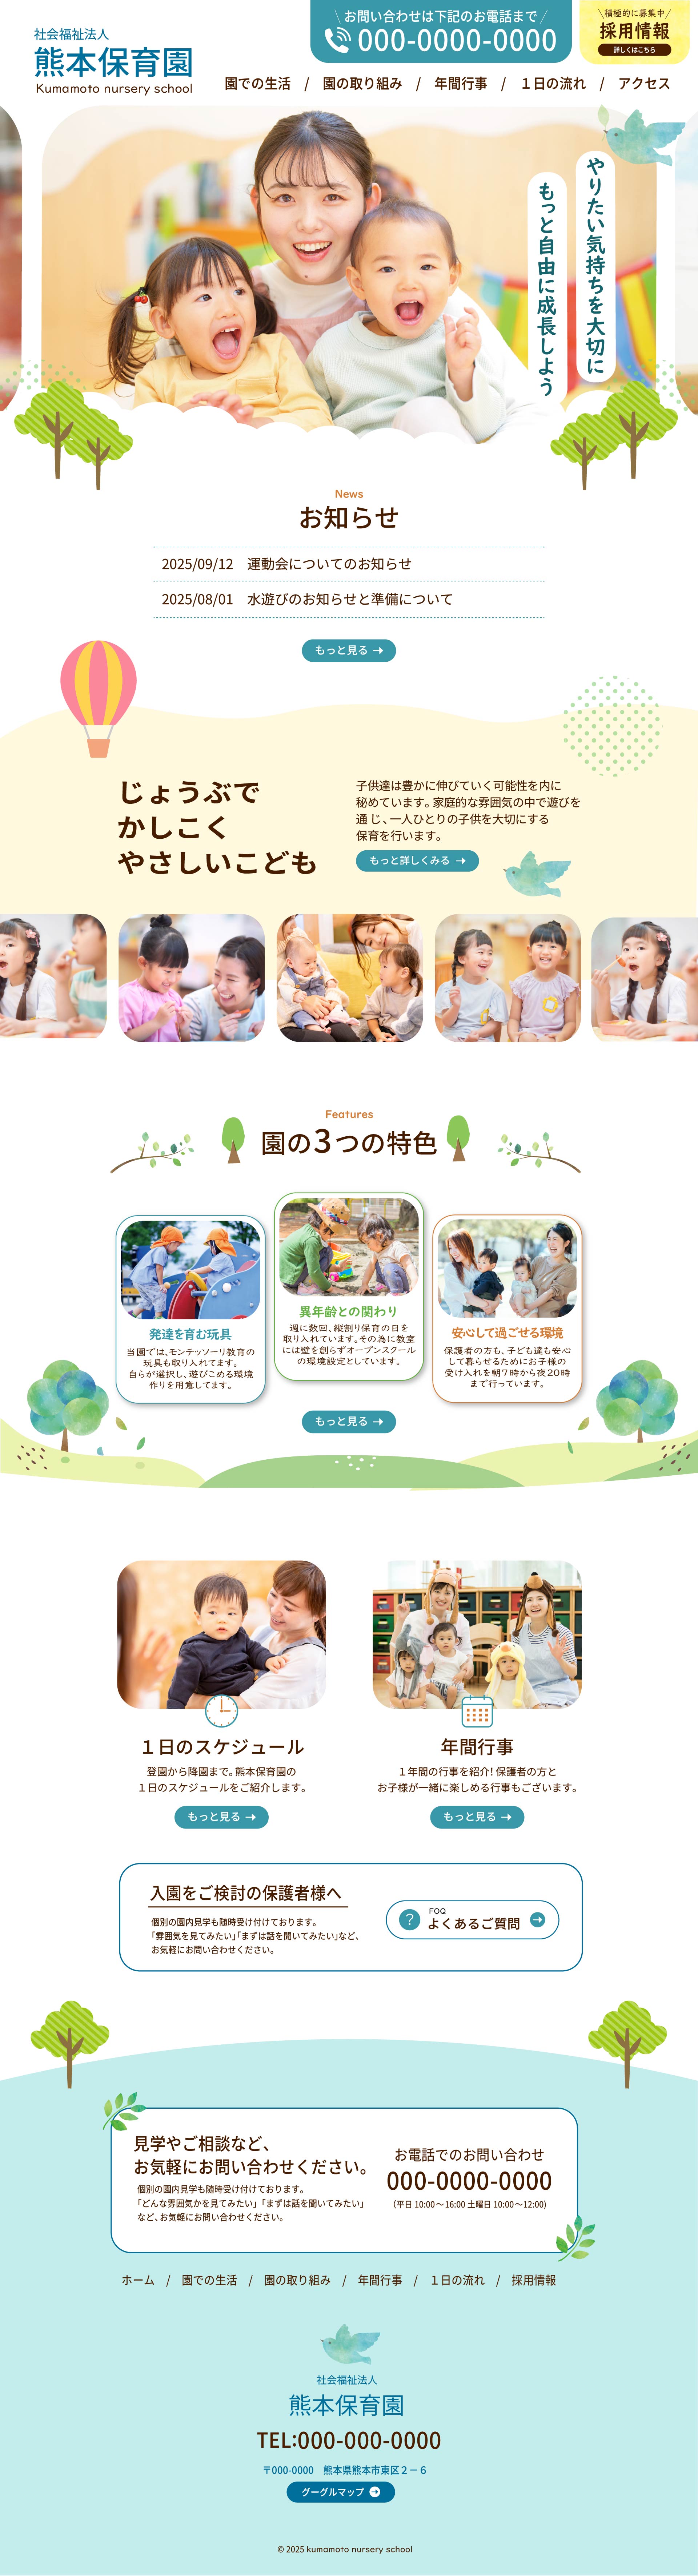 社会福祉法人
熊本保育園
Kumamoto nursery school
\ お問い合わせは下記のお電話まで /
000-0000-0000
\ 積極的に募集中 /
採用情報
詳しくはこちら
園での生活 / 園の取り組み / 年間行事 / １日の流れ / アクセス
やりたい気持ちを大切に
もっと自由に成長しよう
News
お知らせ
2025/09/12 運動会についてのお知らせ
2025/08/01 水遊びのお知らせと準備について
もっと見る →
じょうぶで
かしこく
やさしいこども
子供達は豊かに伸びていく可能性を内に
秘めています。家庭的な雰囲気の中で遊びを
通じ、一人ひとりの子供を大切にする
保育を行います。
もっと詳しくみる →
Features
園の3つの特色
発達を育む玩具
当園では、モンテッソーリ教育の
玩具も取り入れてます。
自らが選択し、遊びこめる環境
作りを用意してます。
異年齢との関わり
週に数回、縦割り保育の日を
取り入れています。その為に教室
には壁を創らずオープンスクール
の環境設定としています。
安心して過ごせる環境
保護者の方も、子ども達も安心
して暮らせるためにお子様の
受け入れを朝7時から夜20時
まで行っています。
もっと見る →
１日のスケジュール
登園から降園まで。熊本保育園の
１日のスケジュールをご紹介します。
もっと見る →
年間行事
１年間の行事を紹介！保護者の方と
お子様が一緒に楽しめる行事もございます。
もっと見る →
入園をご検討の保護者様へ
個別の園内見学も随時受け付けております。
「雰囲気を見てみたい」「まずは話を聞いてみたい」など、
お気軽にお問い合わせください。
?
FOQ
よくあるご質問
見学やご相談など、
お気軽にお問い合わせください。
個別の園内見学も随時受け付けております。
「どんな雰囲気かを見てみたい」「まずは話を聞いてみたい」
など、お気軽にお問い合わせください。
お電話でのお問い合わせ
000-0000-0000
（平日 10:00～16:00 土曜日 10:00～12:00)
ホーム / 園での生活 / 園の取り組み / 年間行事 / １日の流れ / 採用情報
社会福祉法人
熊本保育園
TEL:000-000-0000
〒000-0000 熊本県熊本市東区２－６
グーグルマップ
© 2025 kumamoto nursery school